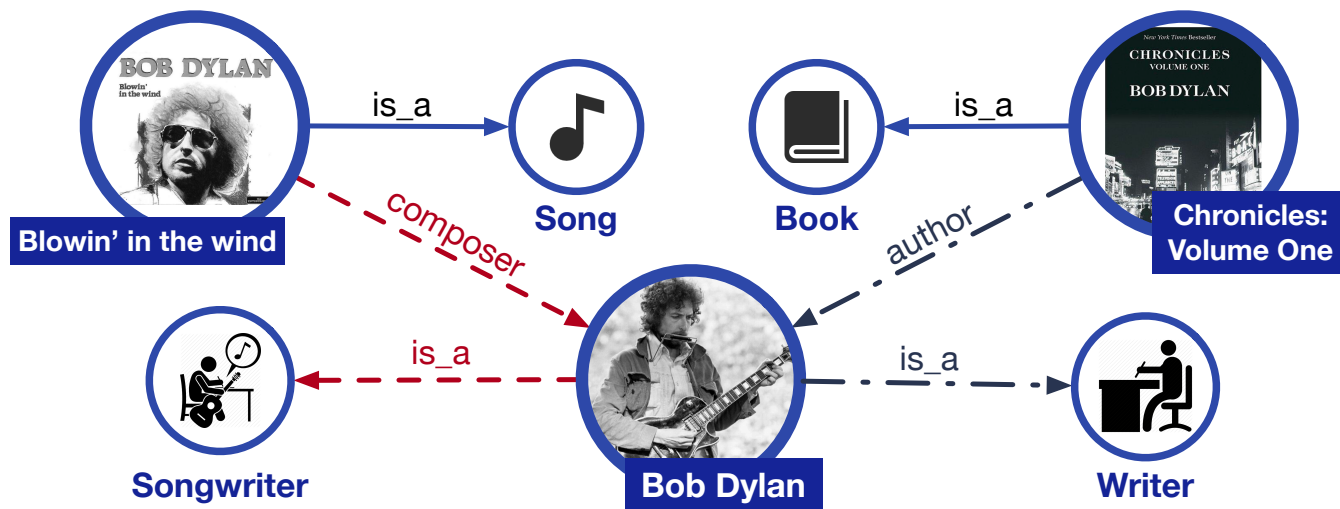 BOB DYLAN
Blowin'
in the wind
Blowin' in the wind
is_a
Song
Book
is_a
New York Times Bestseller
CHRONICLES
VOLUME ONE
BOB DYLAN
Chronicles:
Volume One
composer
author
is_a
Songwriter
Bob Dylan
is_a
Writer